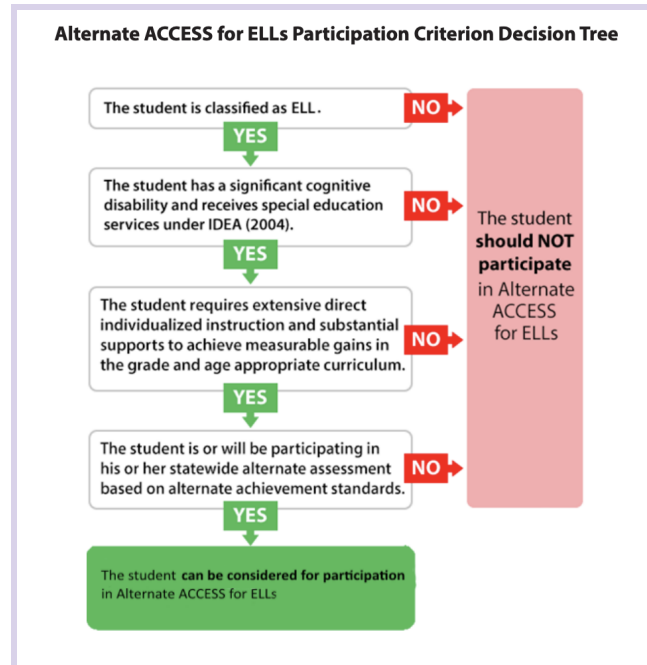 Alternate ACCESS for ELLs Participation Criterion Decision Tree
The student is classified as ELL.
NO
YES
The student has a significant cognitive
disability and receives special education
services under IDEA (2004).
NO
YES
The student requires extensive direct
individualized instruction and substantial
supports to achieve measurable gains in
the grade and age appropriate curriculum.
NO
YES
The student is or will be participating in
his or her statewide alternate assessment
based on alternate achievement standards.
NO
YES
The student can be considered for participation
in Alternate ACCESS for ELLs
The student
should NOT
participate
in Alternate
ACCESS
for ELLs